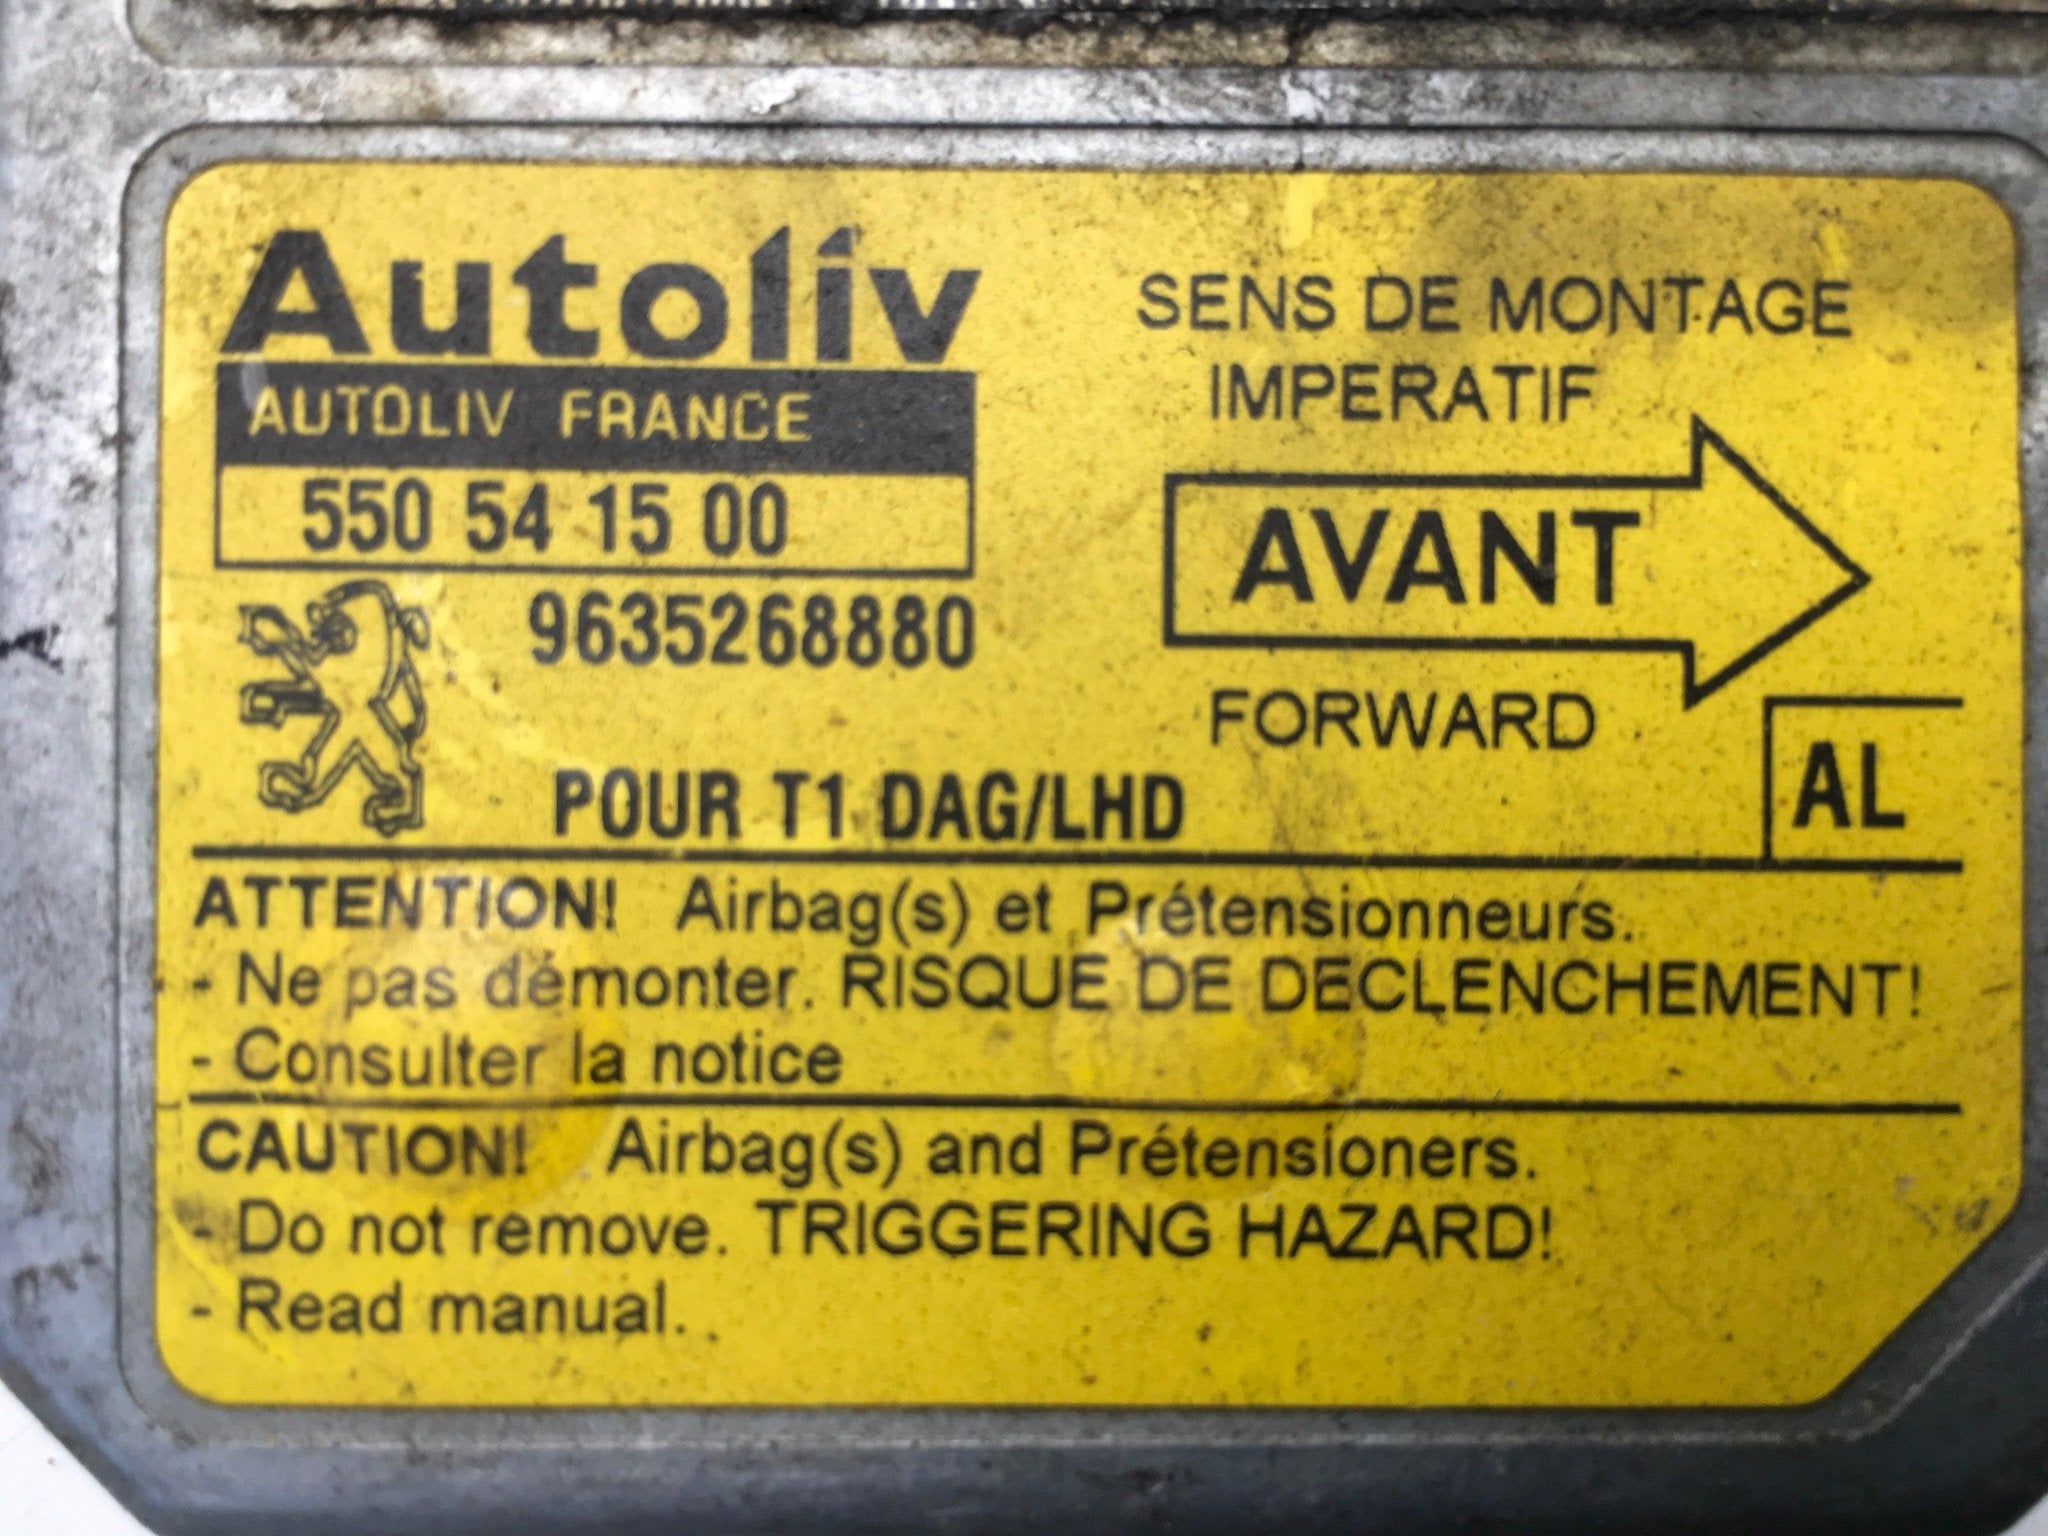 Autoliv
AUTOLIV FRANCE
550 54 15 00
9635268880
POUR T1 DAG/LHD
SENS DE MONTAGE
IMPERATIF
AVANT
FORWARD
AL
ATTENTION! Airbag(s) et Prétensionneurs.
- Ne pas démonter. RISQUE DE DECLENCHEMENT!
- Consulter la notice
CAUTION! Airbag(s) and Prétensioners.
- Do not remove. TRIGGERING HAZARD!
- Read manual.